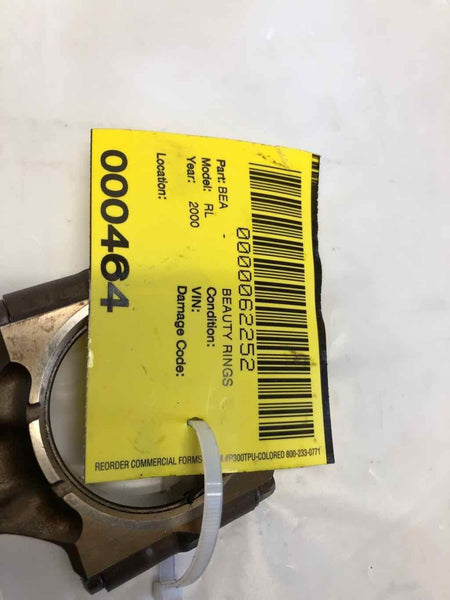 0000062252
Part: BEA - BEAUTY RINGS
Model: RL Condition:
Year: 2000 VIN:
Damage Code:
Location:
000464
REORDER COMMERCIAL FORMS #P300TPU-COLORED 800-233-0771